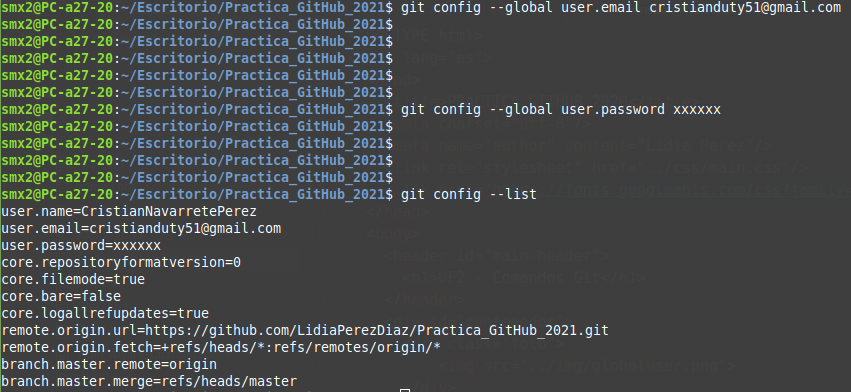 smx2@PC-a27-20:~/Escritorio/Practica_GitHub_2021$ git config --global user.email cristianduty51@gmail.com
smx2@PC-a27-20:~/Escritorio/Practica_GitHub_2021$
smx2@PC-a27-20:~/Escritorio/Practica_GitHub_2021$
smx2@PC-a27-20:~/Escritorio/Practica_GitHub_2021$
smx2@PC-a27-20:~/Escritorio/Practica_GitHub_2021$
smx2@PC-a27-20:~/Escritorio/Practica_GitHub_2021$
smx2@PC-a27-20:~/Escritorio/Practica_GitHub_2021$ git config --global user.password xxxxxx
smx2@PC-a27-20:~/Escritorio/Practica_GitHub_2021$
smx2@PC-a27-20:~/Escritorio/Practica_GitHub_2021$
smx2@PC-a27-20:~/Escritorio/Practica_GitHub_2021$
smx2@PC-a27-20:~/Escritorio/Practica_GitHub_2021$
smx2@PC-a27-20:~/Escritorio/Practica_GitHub_2021$ git config --list
user.name=CristianNavarretePerez
user.email=cristianduty51@gmail.com
user.password=xxxxxx
core.repositoryformatversion=0
core.filemode=true
core.bare=false
core.logallrefupdates=true
remote.origin.url=https://github.com/LidiaPerezDiaz/Practica_GitHub_2021.git
remote.origin.fetch=+refs/heads/*:refs/remotes/origin/*
branch.master.remote=origin
branch.master.merge=refs/heads/master